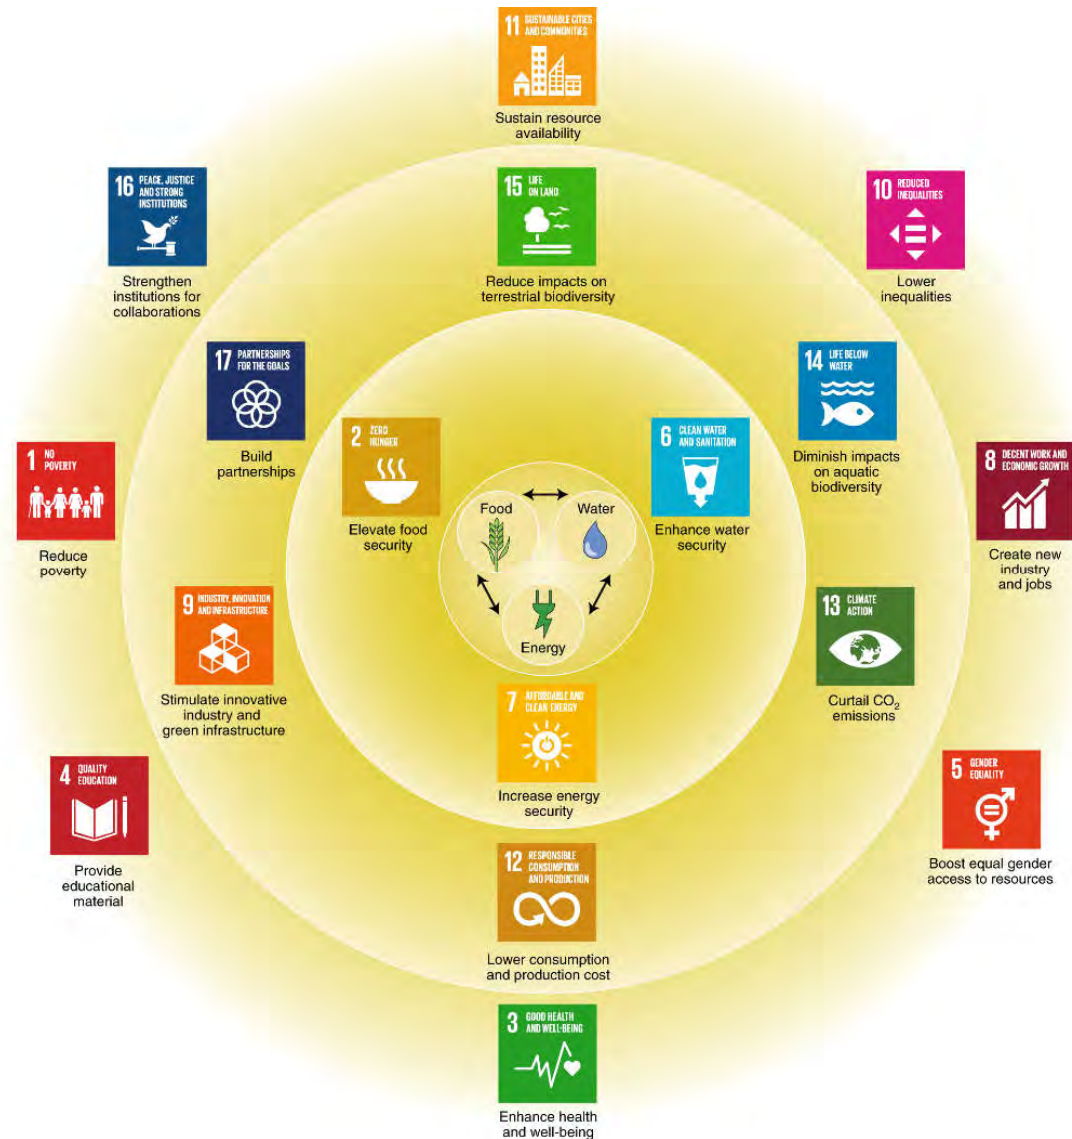 11 SUSTAINABLE CITIES
AND COMMUNITIES
Sustain resource
availability
16 PEACE, JUSTICE
AND STRONG
INSTITUTIONS
Strengthen
institutions for
collaborations
15 LIFE
ON LAND
Reduce impacts on
terrestrial biodiversity
10 REDUCED
INEQUALITIES
Lower
inequalities
17 PARTNERSHIPS
FOR THE GOALS
Build
partnerships
14 LIFE BELOW
WATER
Diminish impacts
on aquatic
biodiversity
1 NO
POVERTY
Reduce
poverty
2 ZERO
HUNGER
Elevate food
security
Food
Water
Energy
6 CLEAN WATER
AND SANITATION
Enhance water
security
8 DECENT WORK AND
ECONOMIC GROWTH
Create new
industry
and jobs
9 INDUSTRY, INNOVATION
AND INFRASTRUCTURE
Stimulate innovative
industry and
green infrastructure
13 CLIMATE
ACTION
Curtail CO₂
emissions
7 AFFORDABLE AND
CLEAN ENERGY
Increase energy
security
4 QUALITY
EDUCATION
Provide
educational
material
5 GENDER
EQUALITY
Boost equal gender
access to resources
12 RESPONSIBLE
CONSUMPTION
AND PRODUCTION
Lower consumption
and production cost
3 GOOD HEALTH
AND WELL-BEING
Enhance health
and well-being